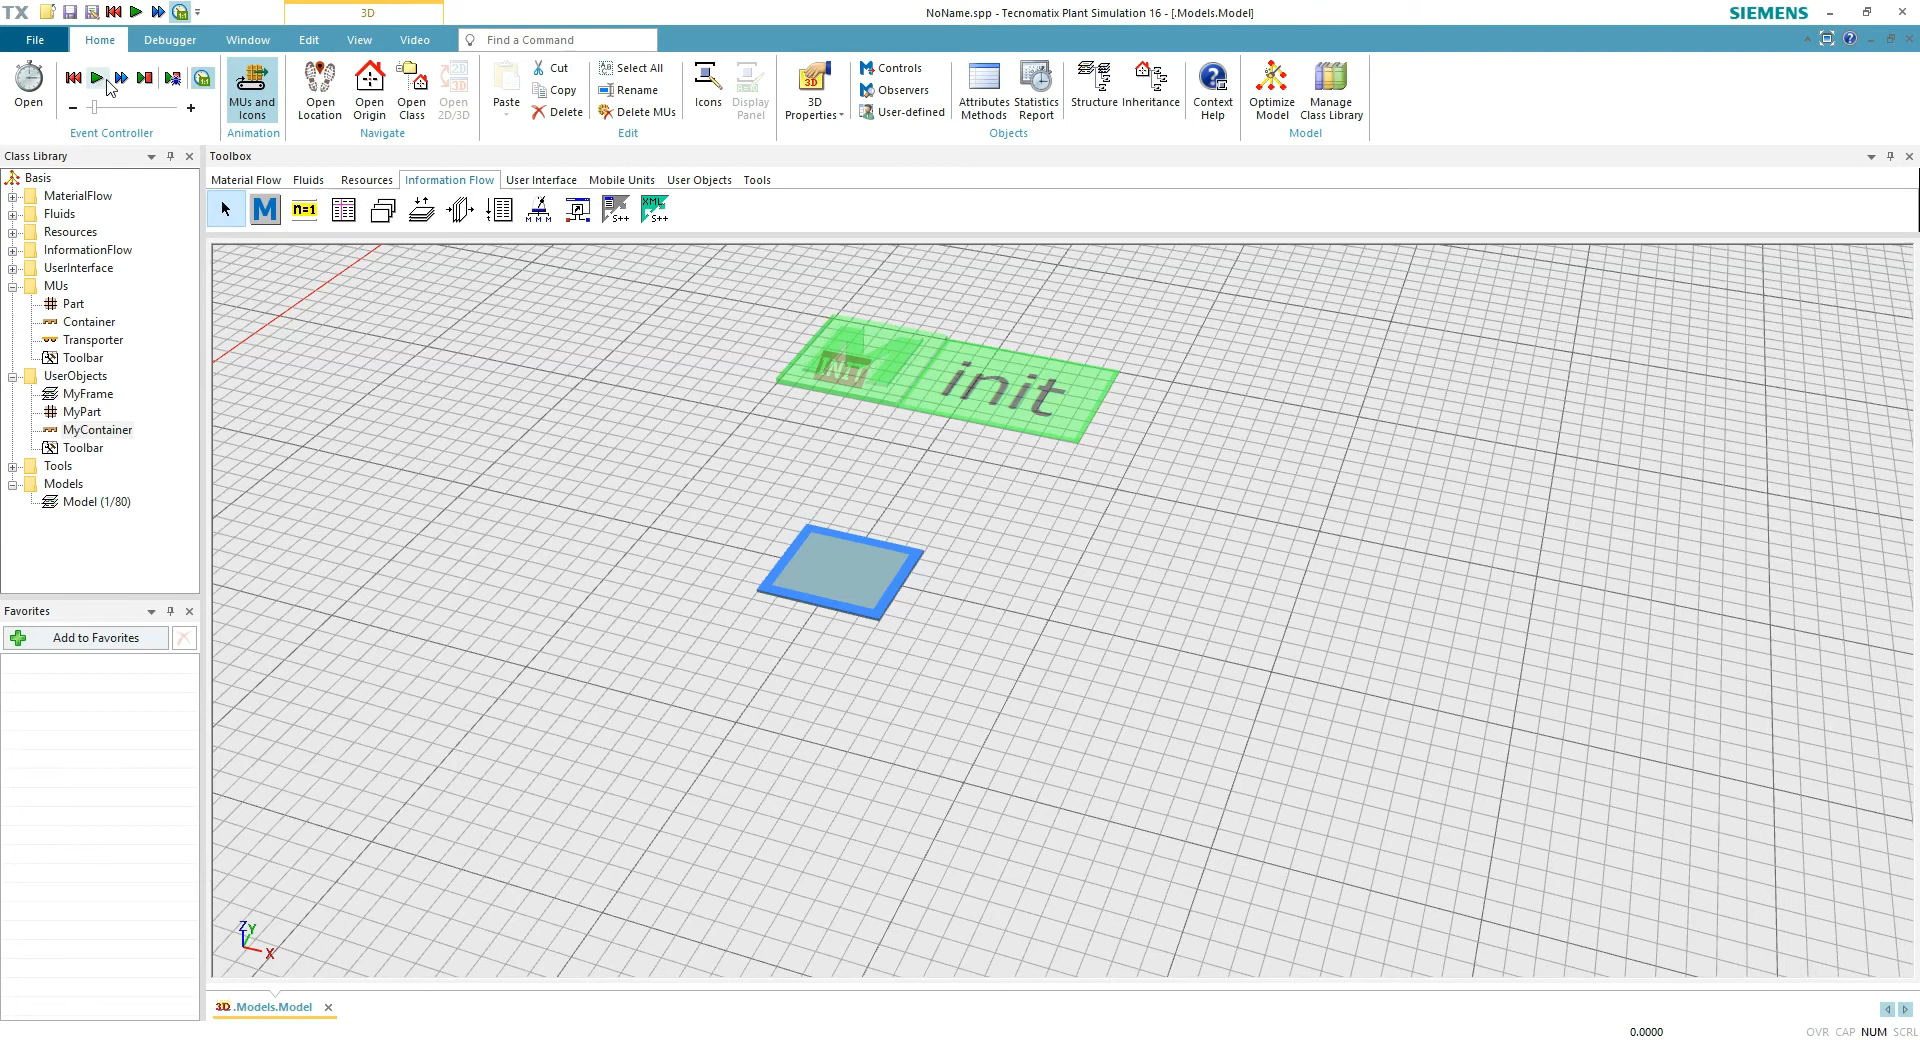 TX
3D
NoName.spp - Tecnomatix Plant Simulation 16 - [.Models.Model]
SIEMENS
File Home Debugger Window Edit View Video Find a Command
Open
MUs and Icons
Open Location
Open Origin
Open Class
Open 2D/3D
Paste
Cut
Copy
Delete
Select All
Rename
Delete MUs
Icons
Display Panel
3D Properties
Controls
Observers
User-defined
Attributes Methods
Statistics Report
Structure
Inheritance
Context Help
Optimize Model
Manage Class Library
Event Controller Animation Navigate Edit Objects Model
Class Library
Basis
MaterialFlow
Fluids
Resources
InformationFlow
UserInterface
MUs
Part
Container
Transporter
Toolbar
UserObjects
MyFrame
MyPart
MyContainer
Toolbar
Tools
Models
Model (1/80)
Favorites
Add to Favorites
Toolbox
Material Flow Fluids Resources Information Flow User Interface Mobile Units User Objects Tools
M n=1 S++ XML S++
M INIT init
Z Y X
3D .Models.Model
0.0000 OVR CAP NUM SCRL